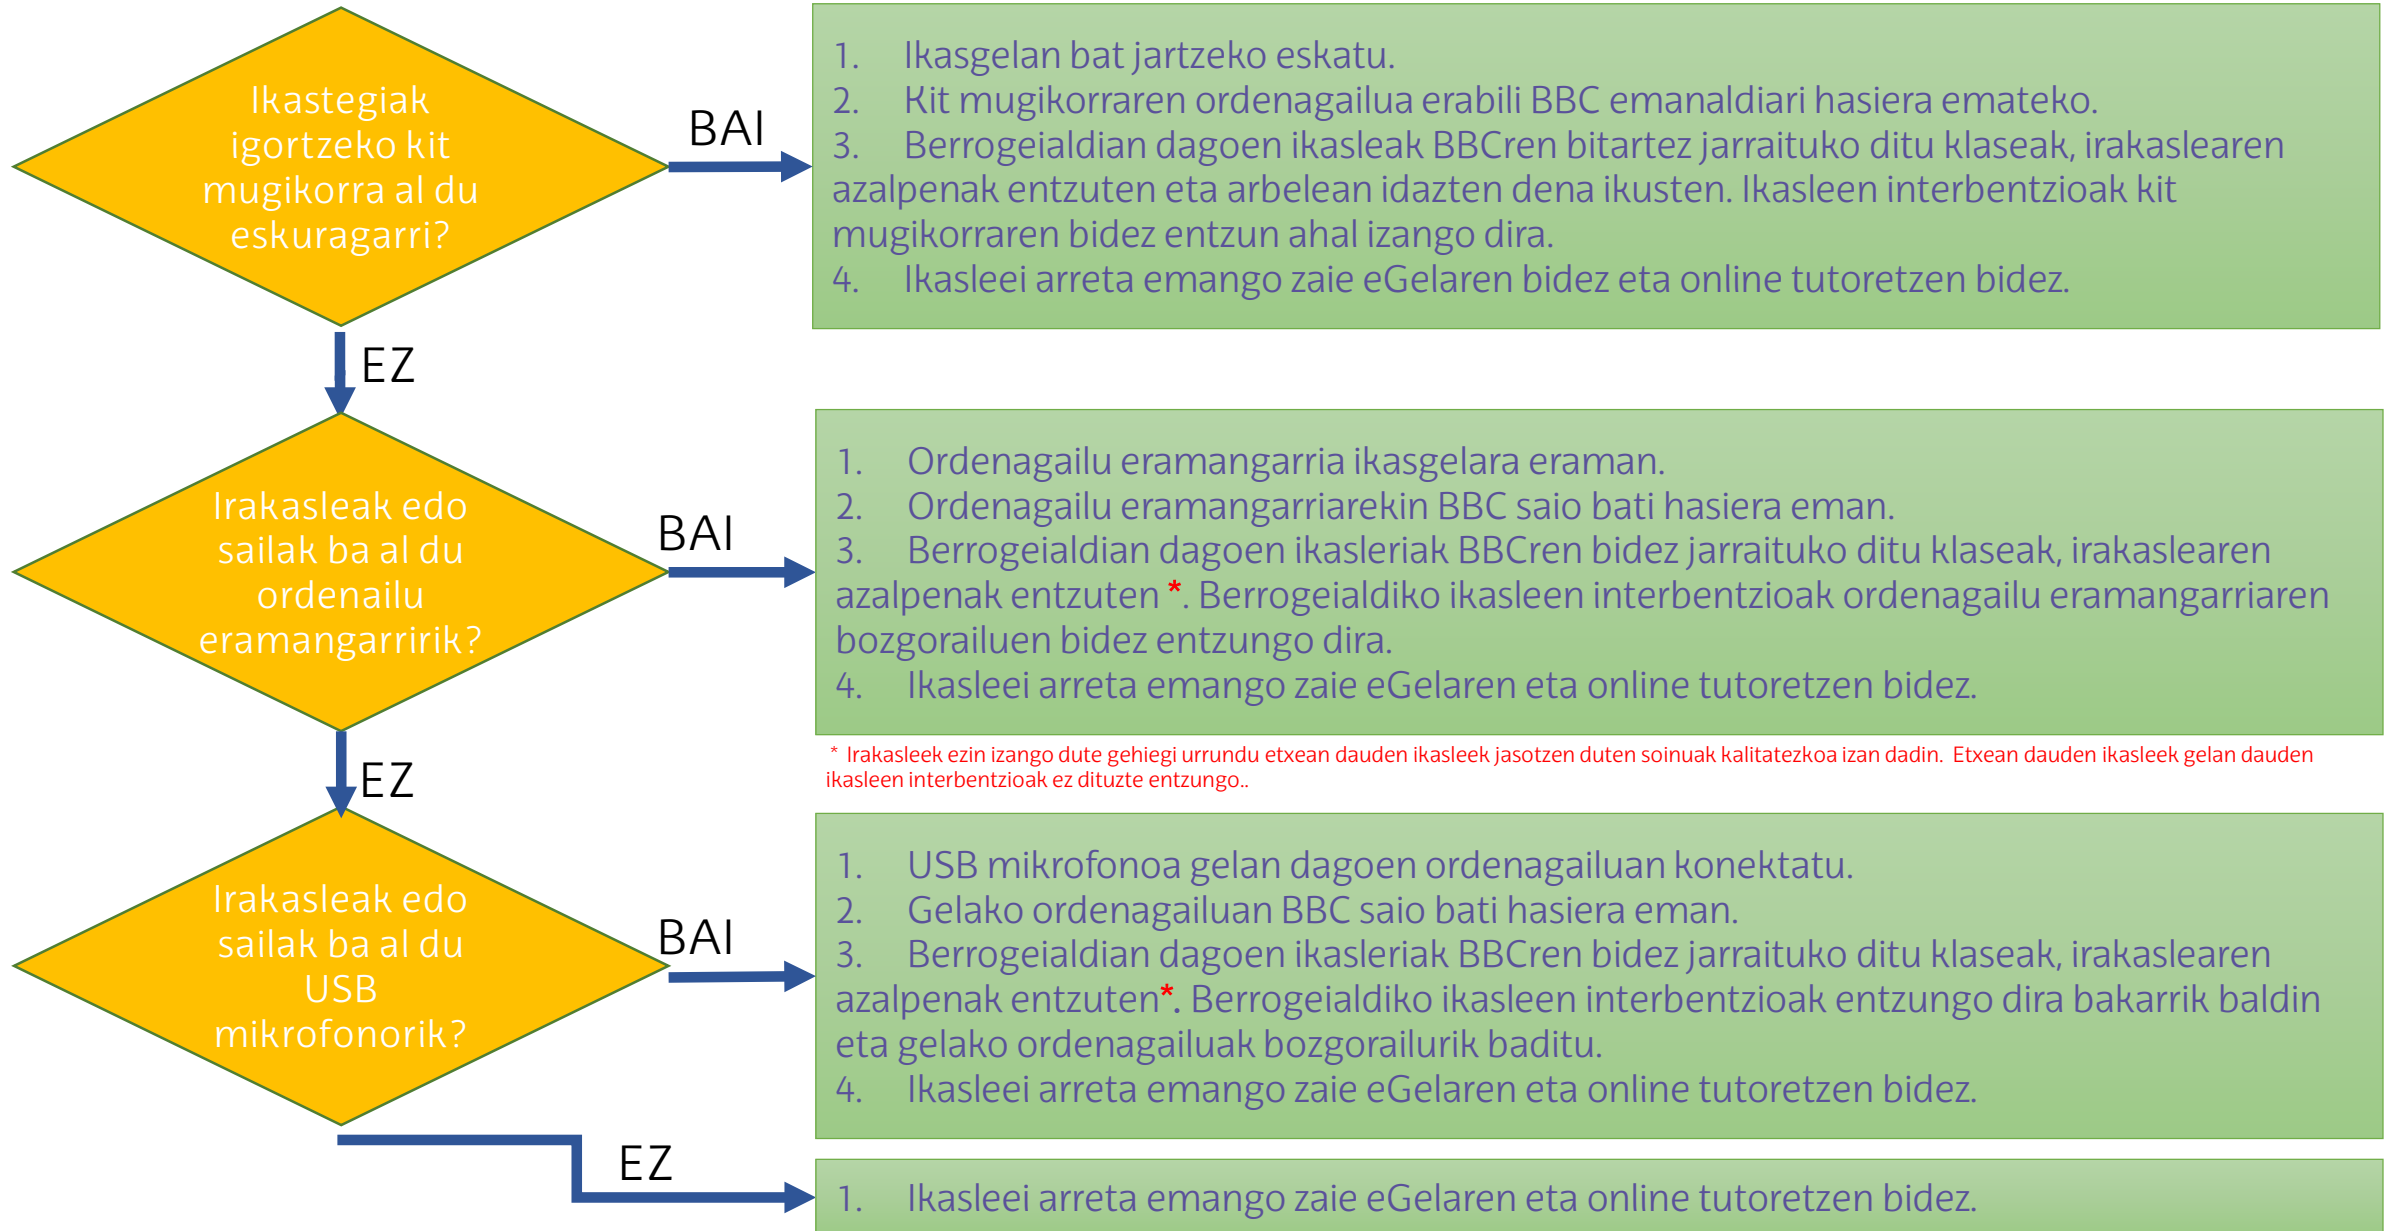 Ikastegiak
igortzeko kit
mugikorra al du
eskuragarri?
BAI
1. Ikasgelan bat jartzeko eskatu.
2. Kit mugikorraren ordenagailua erabili BBC emanaldiari hasiera emateko.
3. Berrogeialdian dagoen ikasleak BBCren bitartez jarraituko ditu klaseak, irakaslearen
azalpenak entzuten eta arbelean idazten dena ikusten. Ikasleen interbentzioak kit
mugikorraren bidez entzun ahal izango dira.
4. Ikasleei arreta emango zaie eGelaren bidez eta online tutoretzen bidez.
EZ
Irakasleak edo
sailak ba al du
ordenailu
eramangarririk?
BAI
1. Ordenagailu eramangarria ikasgelara eraman.
2. Ordenagailu eramangarriarekin BBC saio bati hasiera eman.
3. Berrogeialdian dagoen ikasleriak BBCren bidez jarraituko ditu klaseak, irakaslearen
azalpenak entzuten *. Berrogeialdiko ikasleen interbentzioak ordenagailu eramangarriaren
bozgorailuen bidez entzungo dira.
4. Ikasleei arreta emango zaie eGelaren eta online tutoretzen bidez.
* Irakasleek ezin izango dute gehiegi urrundu etxean dauden ikasleek jasotzen duten soinuak kalitatezkoa izan dadin. Etxean dauden ikasleek gelan dauden
ikasleen interbentzioak ez dituzte entzungo..
EZ
Irakasleak edo
sailak ba al du
USB
mikrofonorik?
BAI
1. USB mikrofonoa gelan dagoen ordenagailuan konektatu.
2. Gelako ordenagailuan BBC saio bati hasiera eman.
3. Berrogeialdian dagoen ikasleriak BBCren bidez jarraituko ditu klaseak, irakaslearen
azalpenak entzuten*. Berrogeialdiko ikasleen interbentzioak entzungo dira bakarrik baldin
eta gelako ordenagailuak bozgorailurik baditu.
4. Ikasleei arreta emango zaie eGelaren eta online tutoretzen bidez.
EZ
1. Ikasleei arreta emango zaie eGelaren eta online tutoretzen bidez.